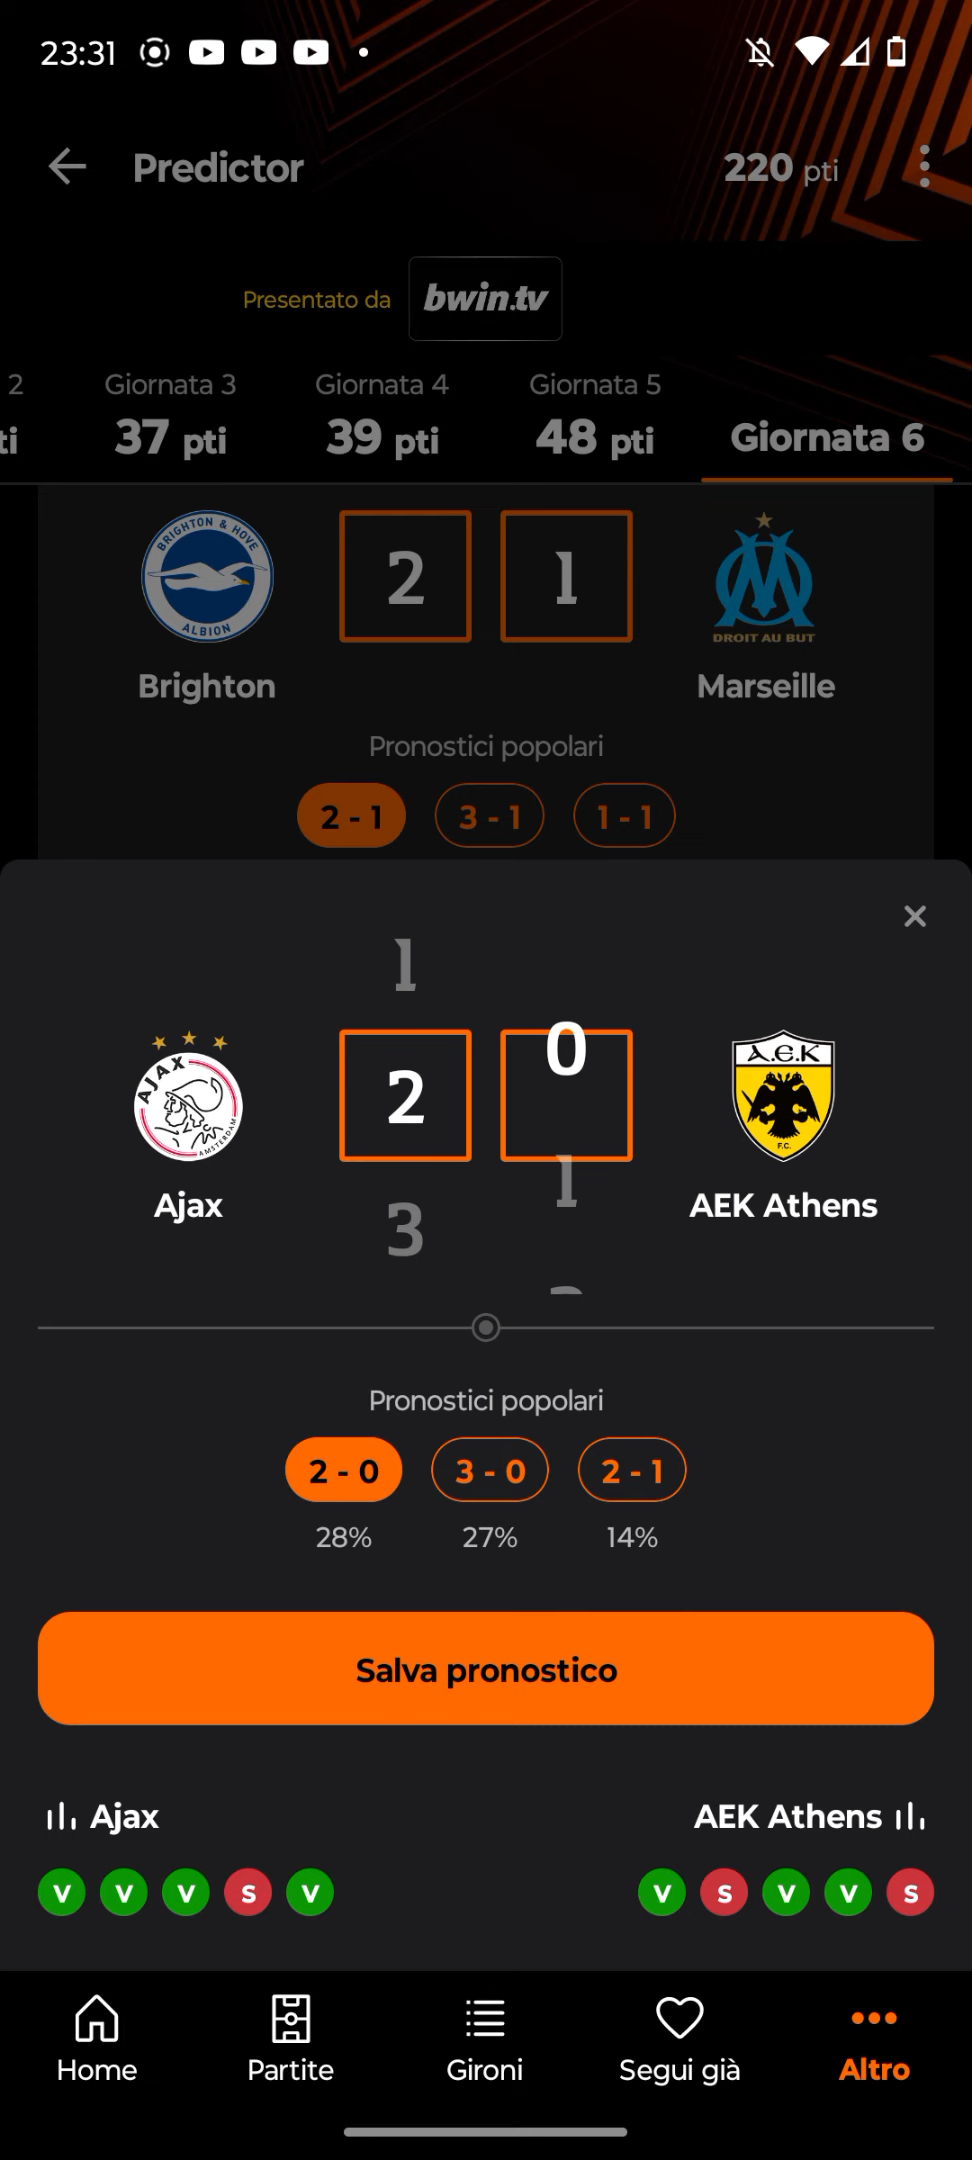 23:31
Predictor
220 pti
Presentato da
bwin.tv
2
ti
Giornata 3
37 pti
Giornata 4
39 pti
Giornata 5
48 pti
Giornata 6
BRIGHTON & HOVE
ALBION
2
1
DROIT AU BUT
Brighton
Marseille
Pronostici popolari
2 - 1
3 - 1
1 - 1
1
AJAX
AMSTERDAM
2
0
A.E.K
F.C.
Ajax
1
AEK Athens
3
Pronostici popolari
2 - 0
3 - 0
2 - 1
28%
27%
14%
Salva pronostico
Ajax
AEK Athens
V V V S V
V S V V S
Home
Partite
Gironi
Segui già
Altro